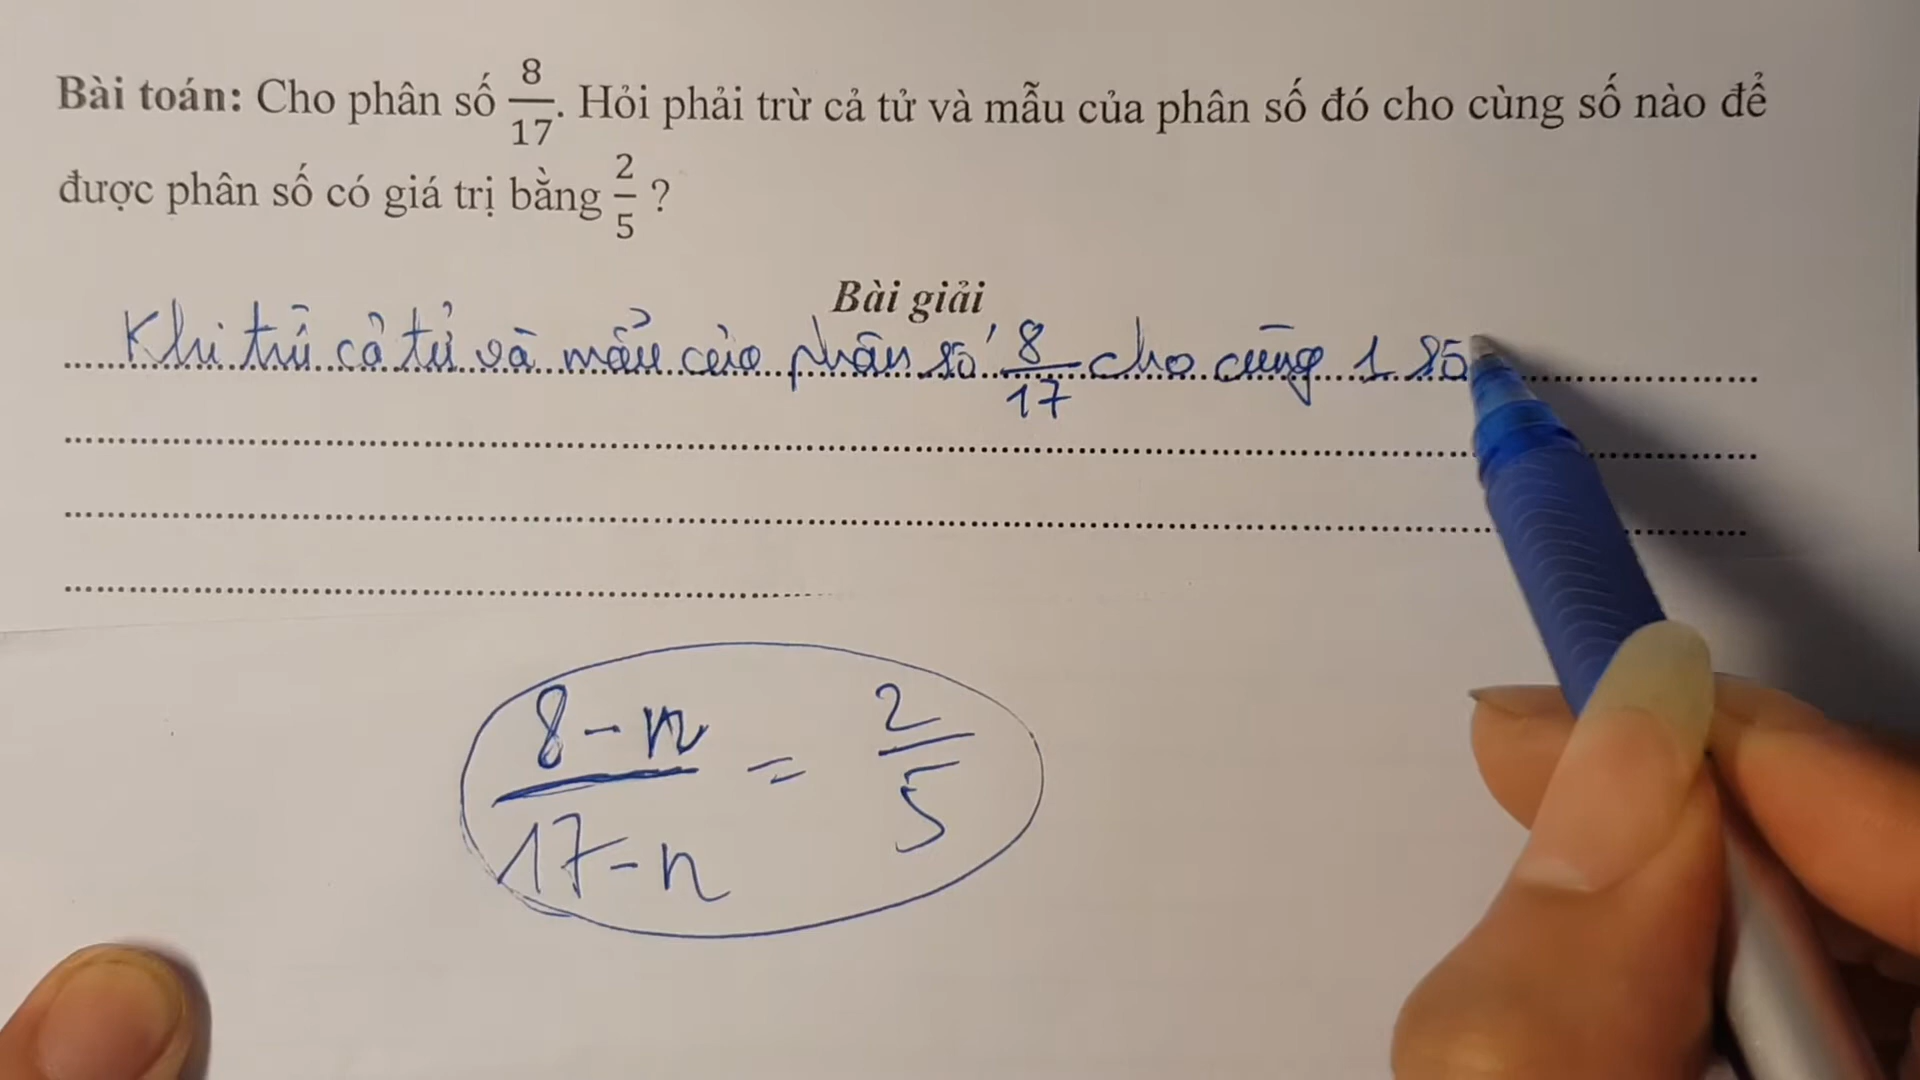 Bài toán: Cho phân số 8/17. Hỏi phải trừ cả tử và mẫu của phân số đó cho cùng số nào để
được phân số có giá trị bằng 2/5 ?
Bài giải
Khi trừ cả tử và mẫu của phân số 8/17 cho cùng 1 số
8 - n / 17 - n = 2/5